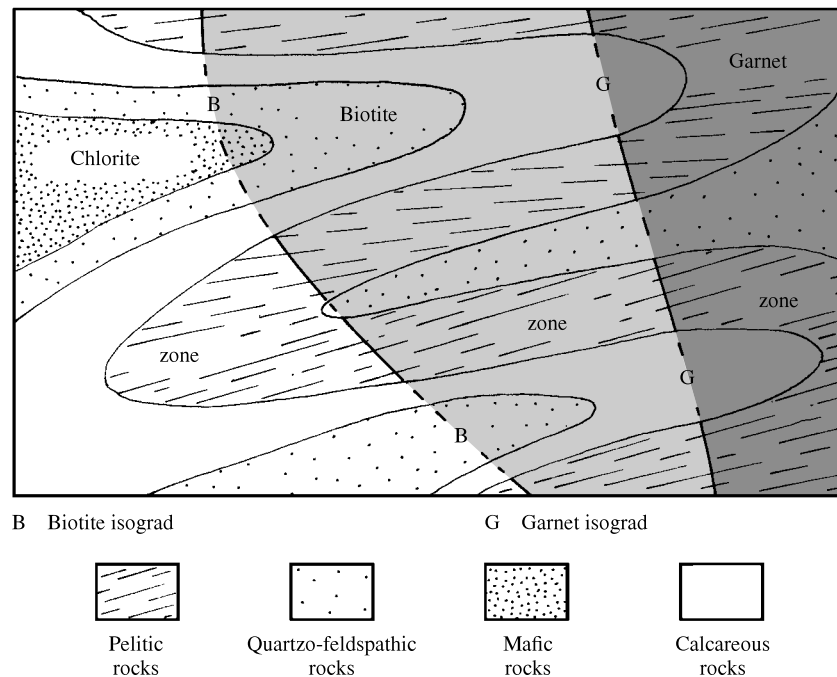 Garnet
G
B
Biotite
Chlorite
zone
zone
zone
G
B
B Biotite isograd
G Garnet isograd
Pelitic
rocks
Quartzo-feldspathic
rocks
Mafic
rocks
Calcareous
rocks